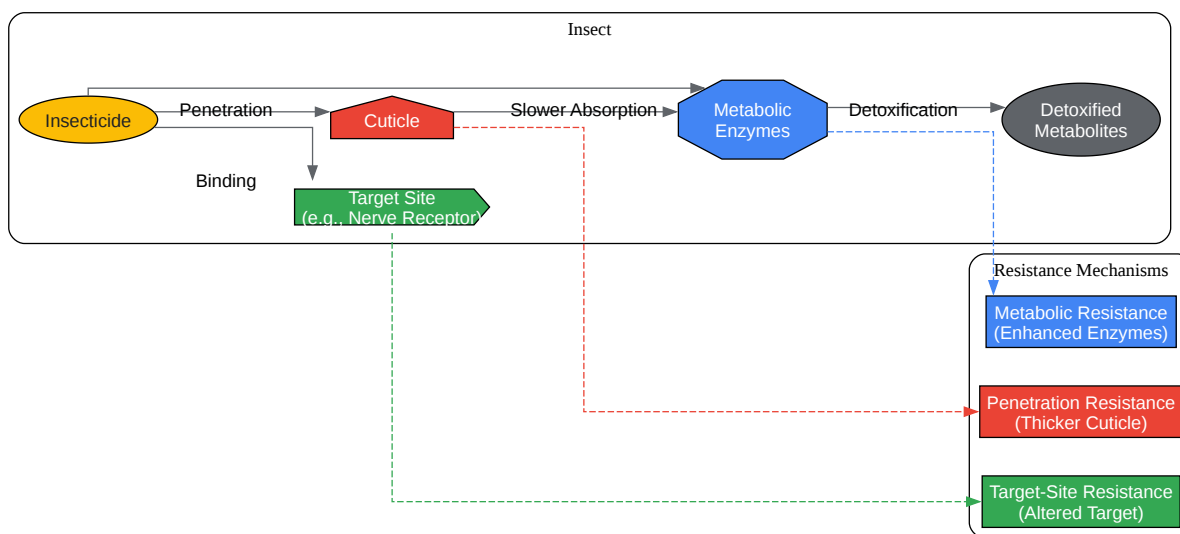 Insect
Insecticide
Penetration
Cuticle
Slower Absorption
Metabolic
Enzymes
Detoxification
Detoxified
Metabolites
Binding
Target Site
(e.g., Nerve Receptor)
Resistance Mechanisms
Metabolic Resistance
(Enhanced Enzymes)
Penetration Resistance
(Thicker Cuticle)
Target-Site Resistance
(Altered Target)